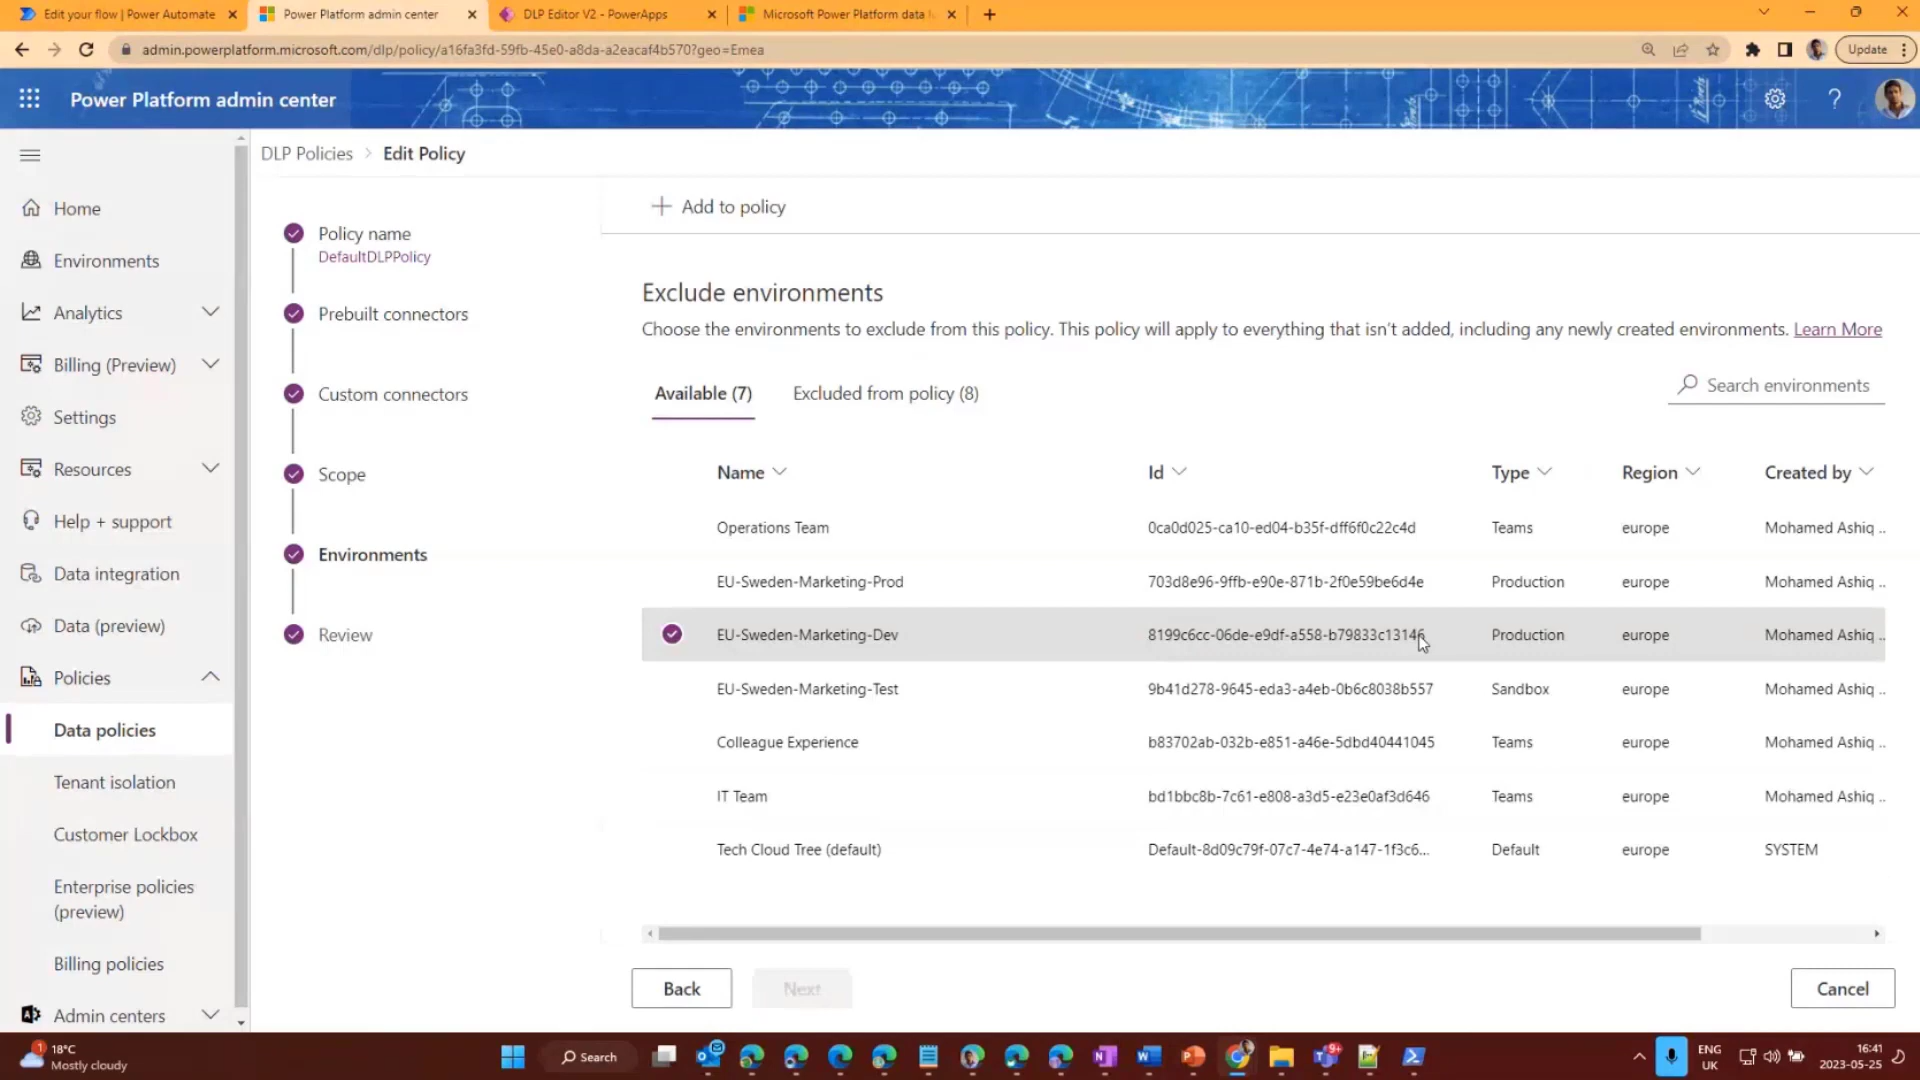 Edit your flow | Power Automate
Power Platform admin center
DLP Editor V2 - PowerApps
Microsoft Power Platform data
admin.powerplatform.microsoft.com/dlp/policy/a16fa3fd-59fb-45e0-a8da-a2eacaf4b570?geo=Emea
Update
Power Platform admin center
?
DLP Policies > Edit Policy
Home
Environments
Analytics
Billing (Preview)
Settings
Resources
Help + support
Data integration
Data (preview)
Policies
Data policies
Tenant isolation
Customer Lockbox
Enterprise policies
(preview)
Billing policies
Admin centers
Policy name
DefaultDLPPolicy
Prebuilt connectors
Custom connectors
Scope
Environments
Review
+ Add to policy
Exclude environments
Choose the environments to exclude from this policy. This policy will apply to everything that isn't added, including any newly created environments. Learn More
Available (7) Excluded from policy (8)
Search environments
Name Id Type Region Created by
Operations Team 0ca0d025-ca10-ed04-b35f-dff6f0c22c4d Teams europe Mohamed Ashiq ..
EU-Sweden-Marketing-Prod 703d8e96-9ffb-e90e-871b-2f0e59be6d4e Production europe Mohamed Ashiq ..
EU-Sweden-Marketing-Dev 8199c6cc-06de-e9df-a558-b79833c13146 Production europe Mohamed Ashiq ..
EU-Sweden-Marketing-Test 9b41d278-9645-eda3-a4eb-0b6c8038b557 Sandbox europe Mohamed Ashiq ..
Colleague Experience b83702ab-032b-e851-a46e-5dbd40441045 Teams europe Mohamed Ashiq ..
IT Team bd1bbc8b-7c61-e808-a3d5-e23e0af3d646 Teams europe Mohamed Ashiq ..
Tech Cloud Tree (default) Default-8d09c79f-07c7-4e74-a147-1f3c6... Default europe SYSTEM
Back
Next
Cancel
1
18°C
Mostly cloudy
Search
9+
ENG
UK
16:41
2023-05-25